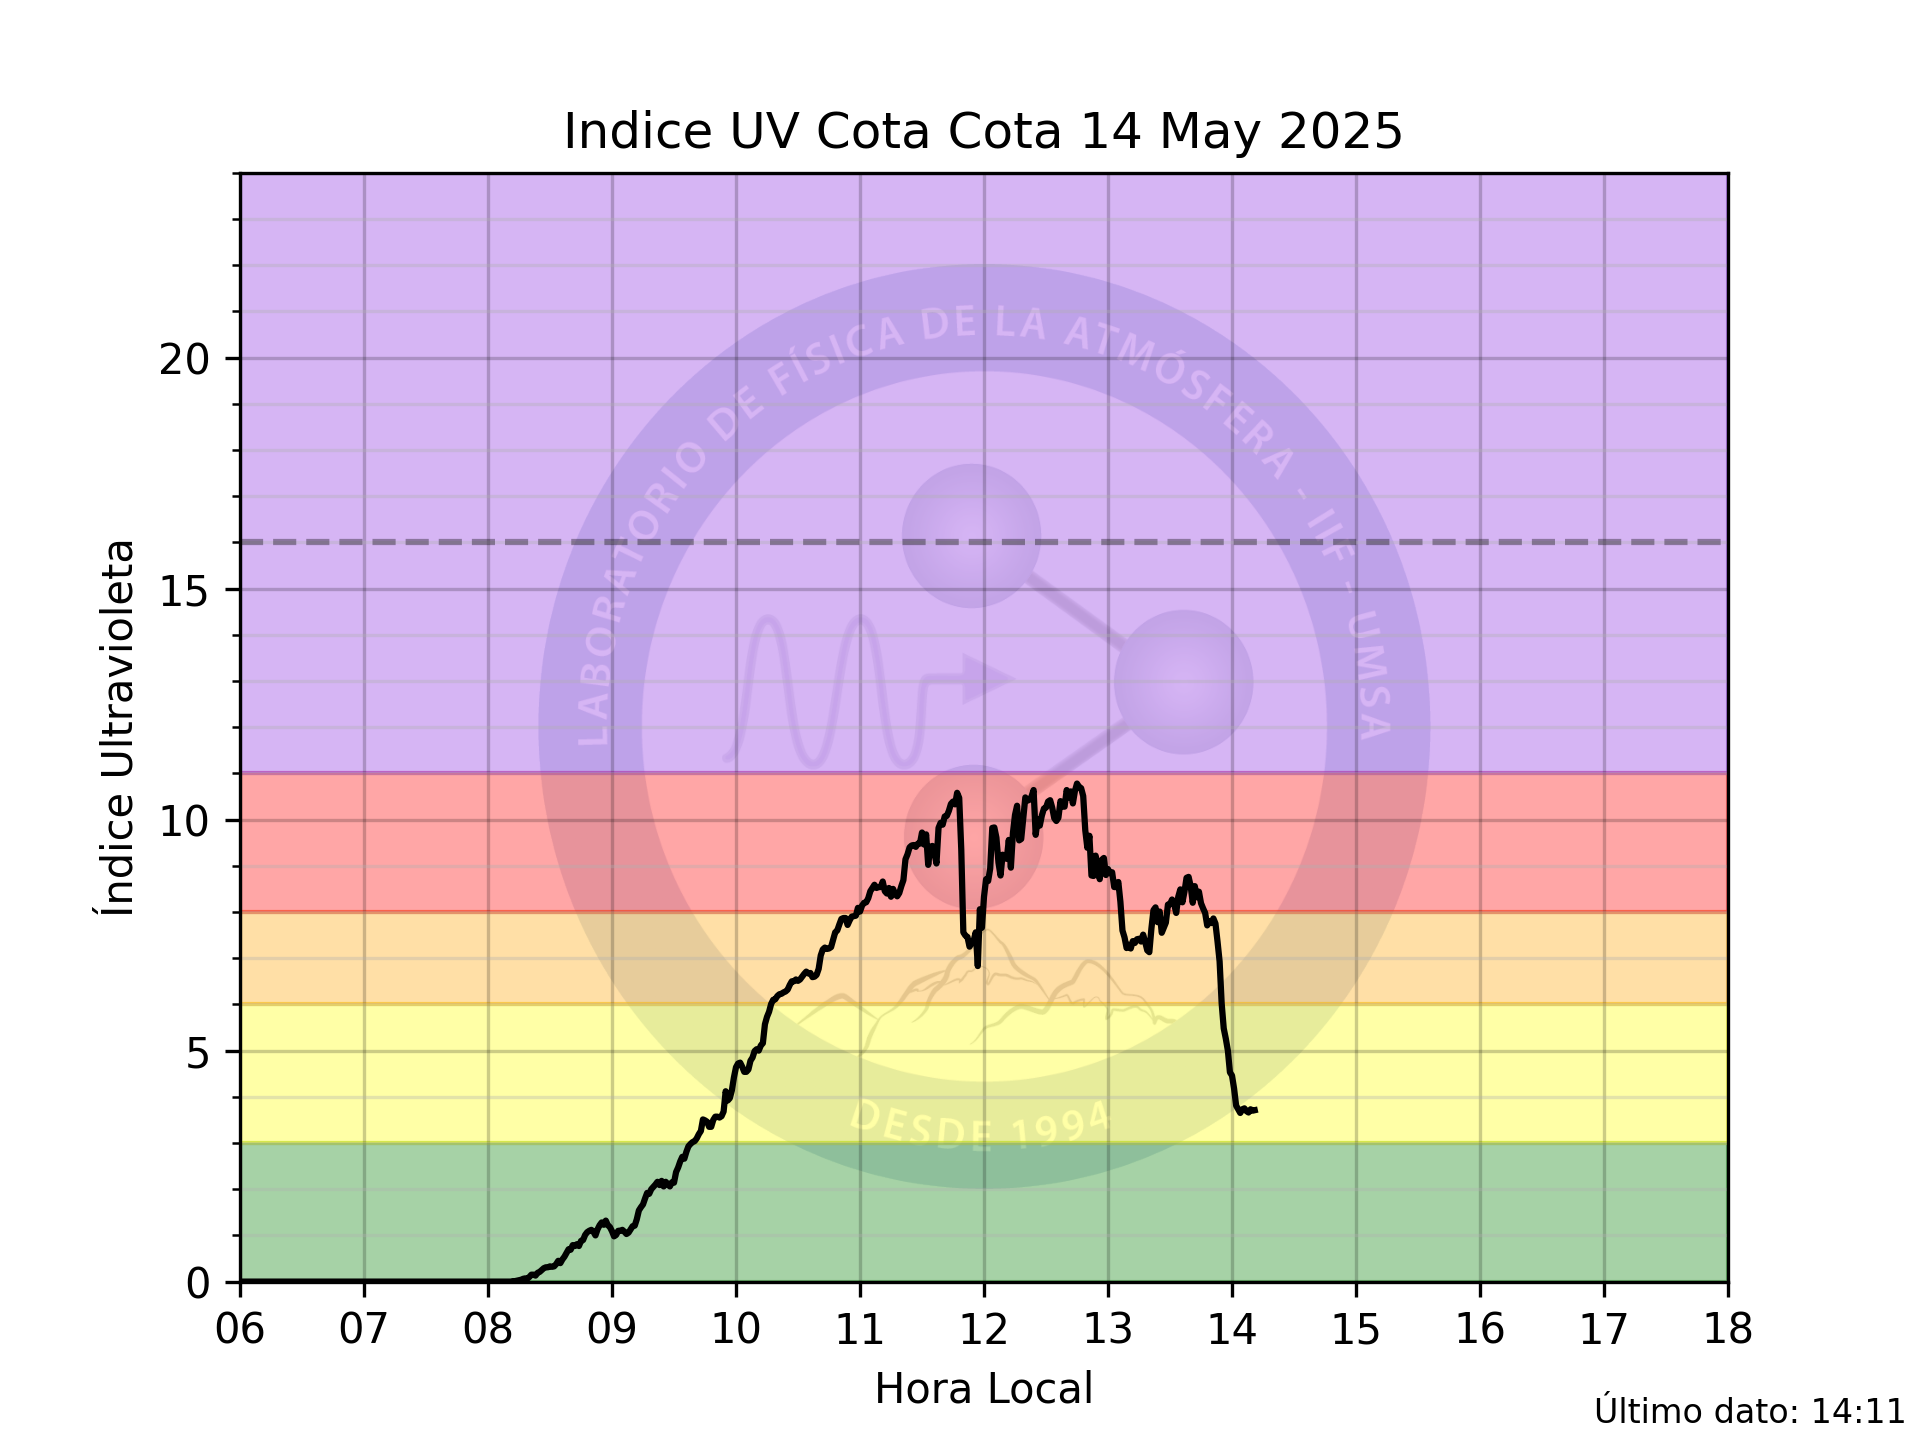 Indice UV Cota Cota 14 May 2025
Índice Ultravioleta
20
15
10
5
0
LABORATORIO DE FÍSICA DE LA ATMÓSFERA - IIF - UMSA
DESDE 1994
06 07 08 09 10 11 12 13 14 15 16 17 18
Hora Local
Último dato: 14:11